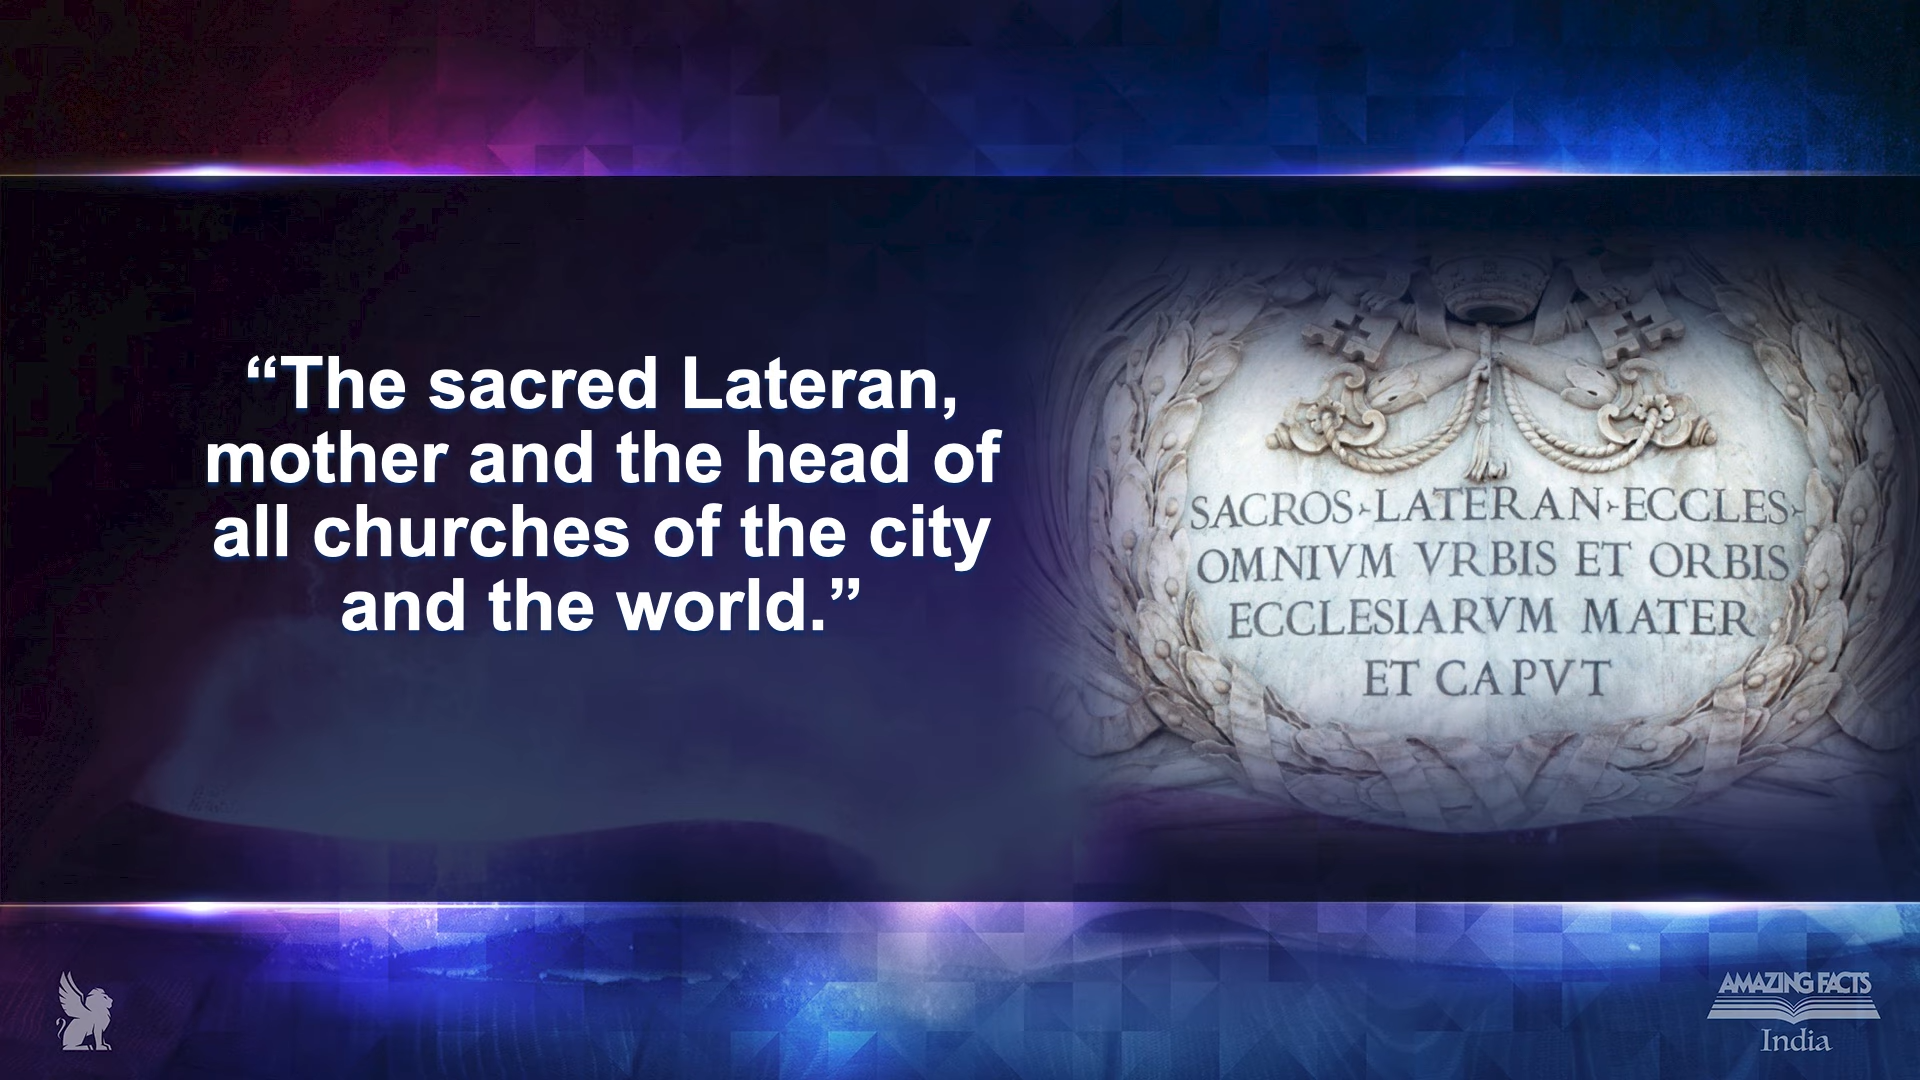 “The sacred Lateran,
mother and the head of
all churches of the city
and the world.”
SACROS·LATERAN·ECCLES·
OMNIVM VRBIS ET ORBIS
ECCLESIARVM MATER
ET CAPVT
AMAZING FACTS
India